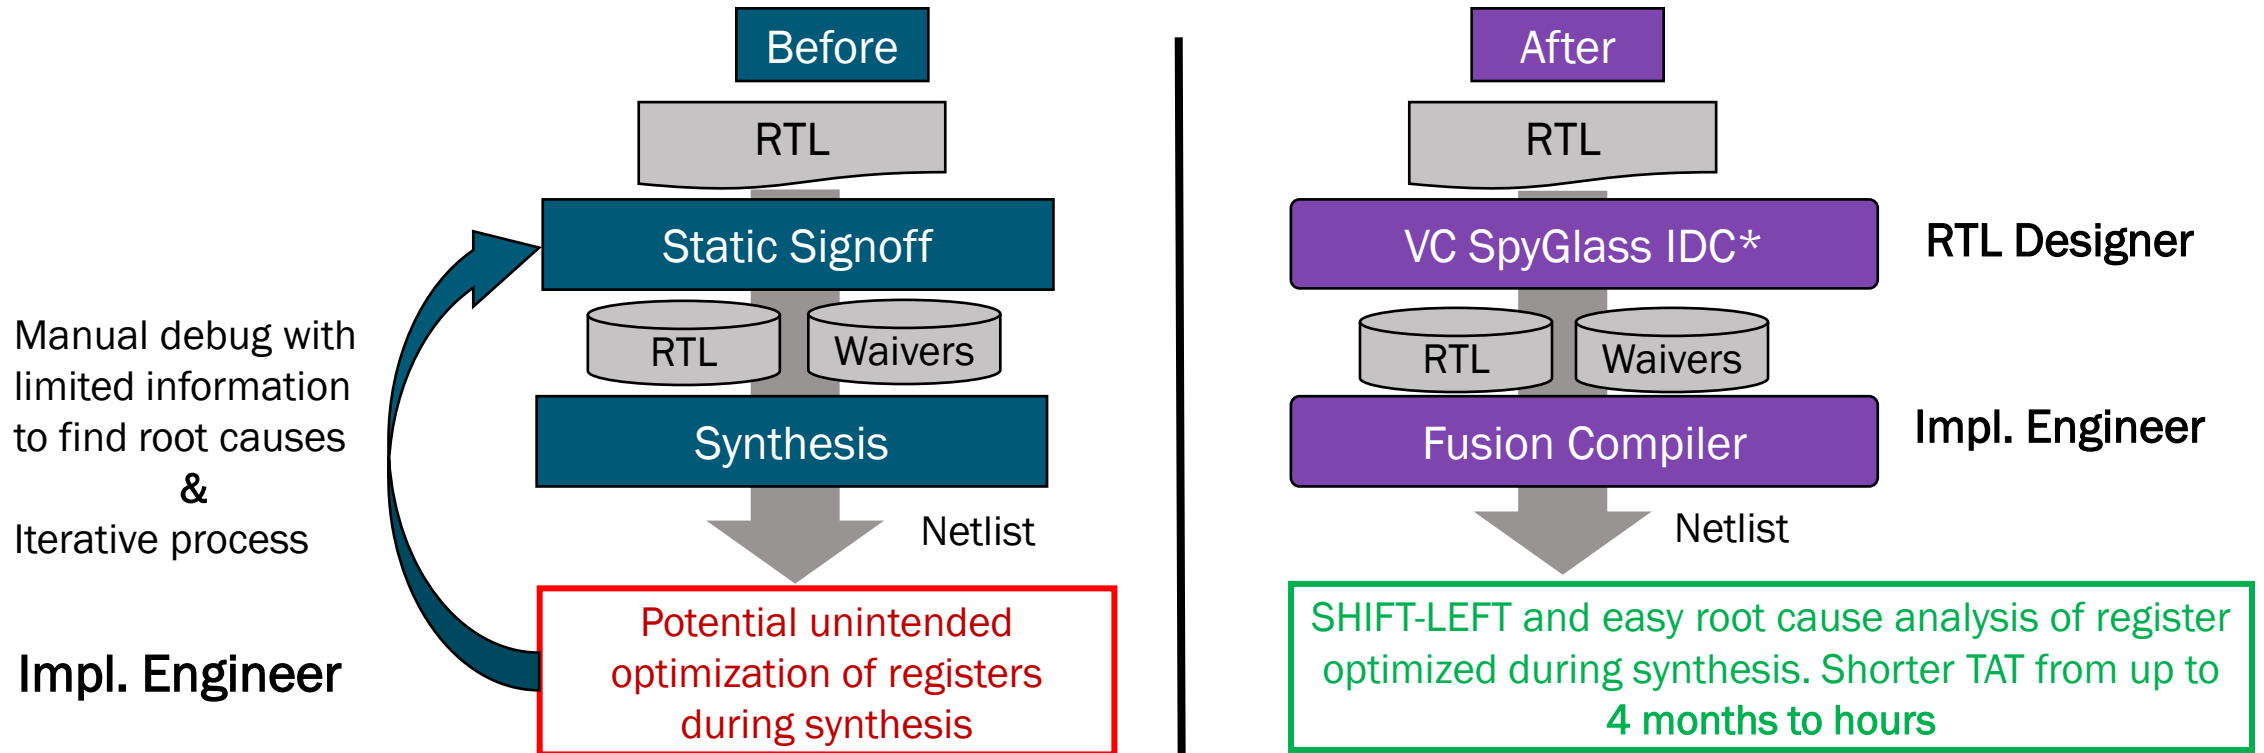 Before
RTL
Static Signoff
RTL
Waivers
Synthesis
Netlist
Potential unintended
optimization of registers
during synthesis
Manual debug with
limited information
to find root causes
&
Iterative process
Impl. Engineer
After
RTL
VC SpyGlass IDC*
RTL Designer
RTL
Waivers
Fusion Compiler
Impl. Engineer
Netlist
SHIFT-LEFT and easy root cause analysis of register
optimized during synthesis. Shorter TAT from up to
4 months to hours